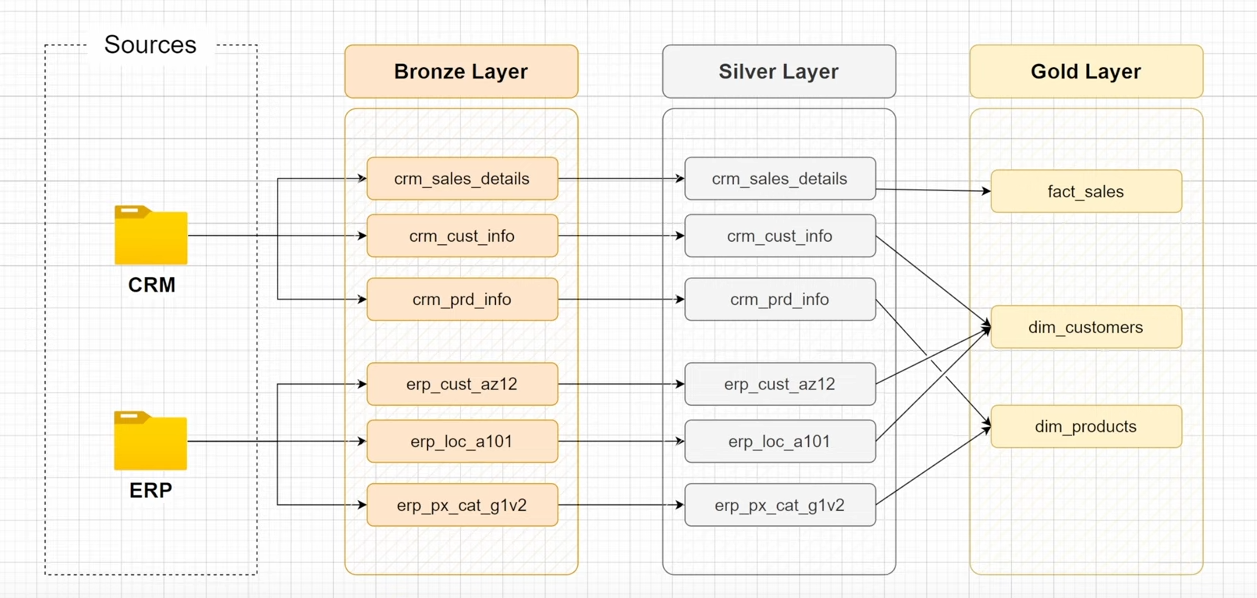 Sources
Bronze Layer
Silver Layer
Gold Layer
crm_sales_details
crm_sales_details
fact_sales
crm_cust_info
crm_cust_info
CRM
crm_prd_info
crm_prd_info
dim_customers
erp_cust_az12
erp_cust_az12
dim_products
erp_loc_a101
erp_loc_a101
ERP
erp_px_cat_g1v2
erp_px_cat_g1v2